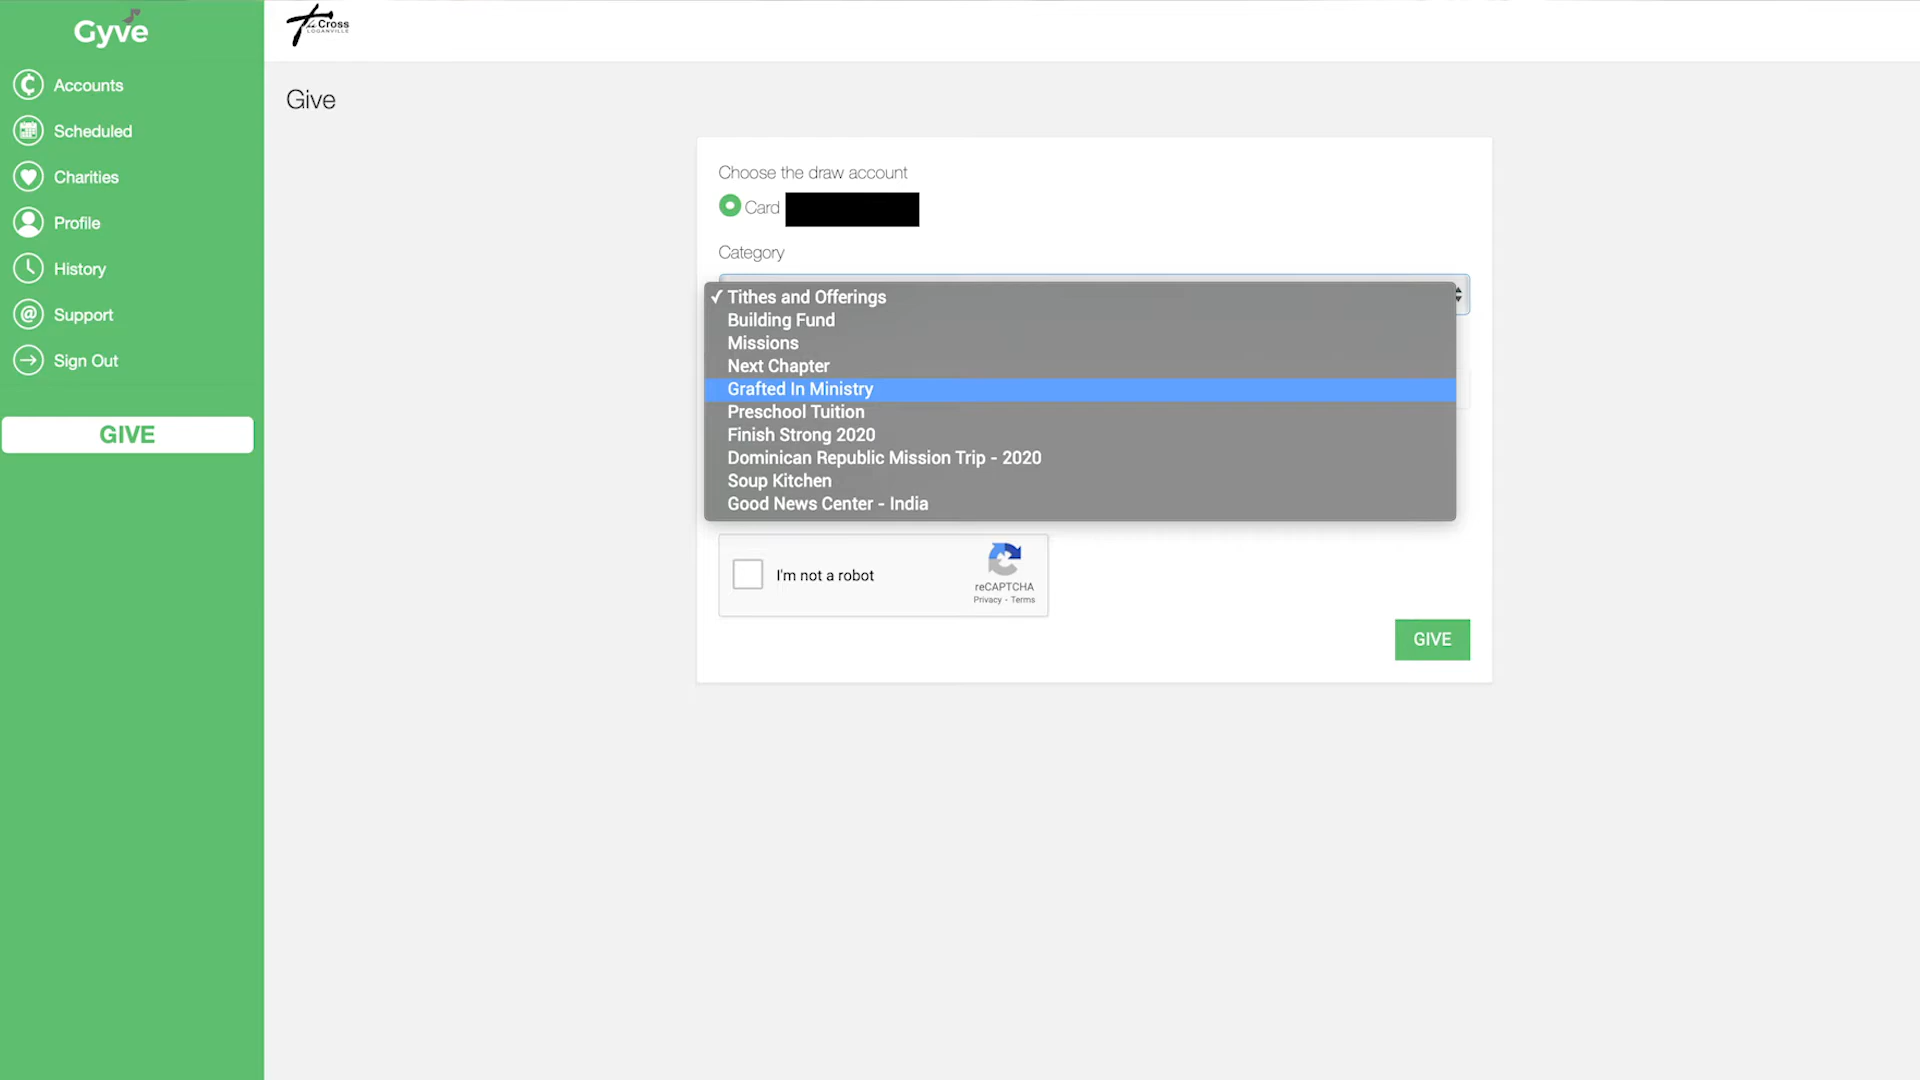 Gyve
The Cross
LOGANVILLE
Accounts
Scheduled
Charities
Profile
History
Support
Sign Out
GIVE
Give
Choose the draw account
Card
Category
✓ Tithes and Offerings
Building Fund
Missions
Next Chapter
Grafted In Ministry
Preschool Tuition
Finish Strong 2020
Dominican Republic Mission Trip - 2020
Soup Kitchen
Good News Center - India
I'm not a robot
reCAPTCHA
Privacy - Terms
GIVE